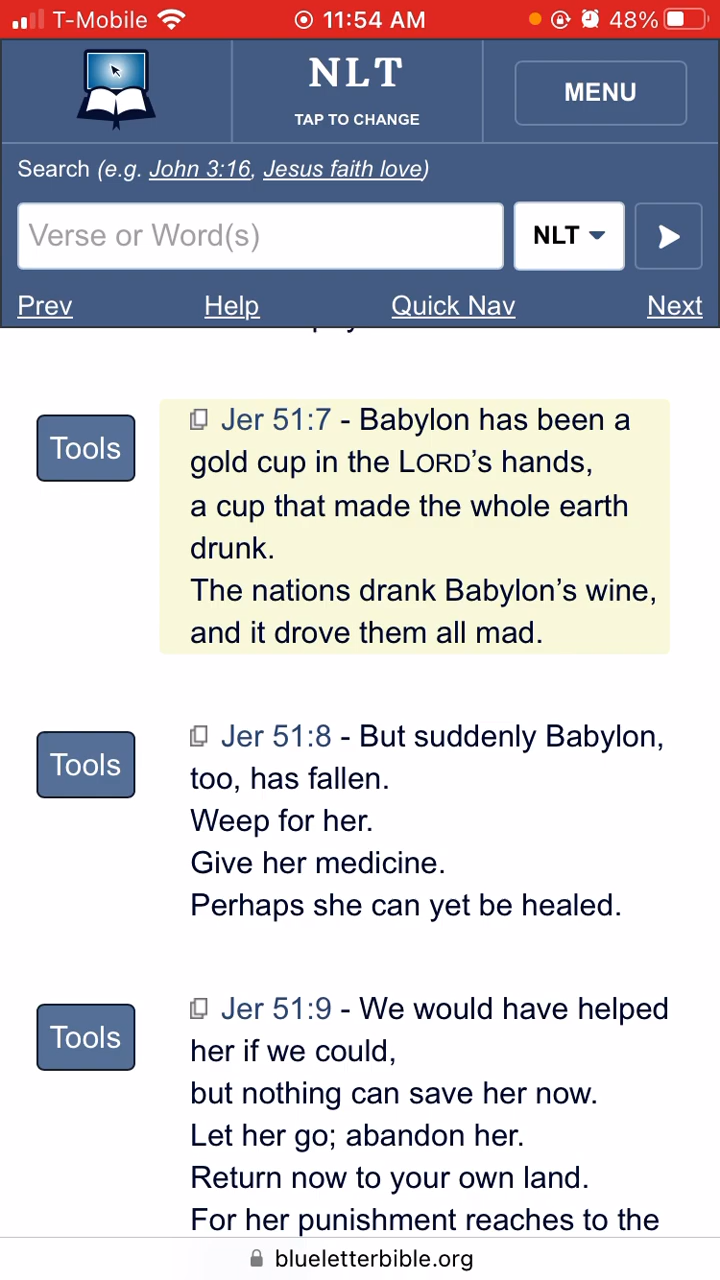 T-Mobile 11:54 AM 48%
NLT
TAP TO CHANGE
MENU
Search (e.g. John 3:16, Jesus faith love)
Verse or Word(s) NLT
Prev Help Quick Nav Next
Tools
Jer 51:7 - Babylon has been a
gold cup in the LORD’s hands,
a cup that made the whole earth
drunk.
The nations drank Babylon’s wine,
and it drove them all mad.
Tools
Jer 51:8 - But suddenly Babylon,
too, has fallen.
Weep for her.
Give her medicine.
Perhaps she can yet be healed.
Tools
Jer 51:9 - We would have helped
her if we could,
but nothing can save her now.
Let her go; abandon her.
Return now to your own land.
For her punishment reaches to the
blueletterbible.org